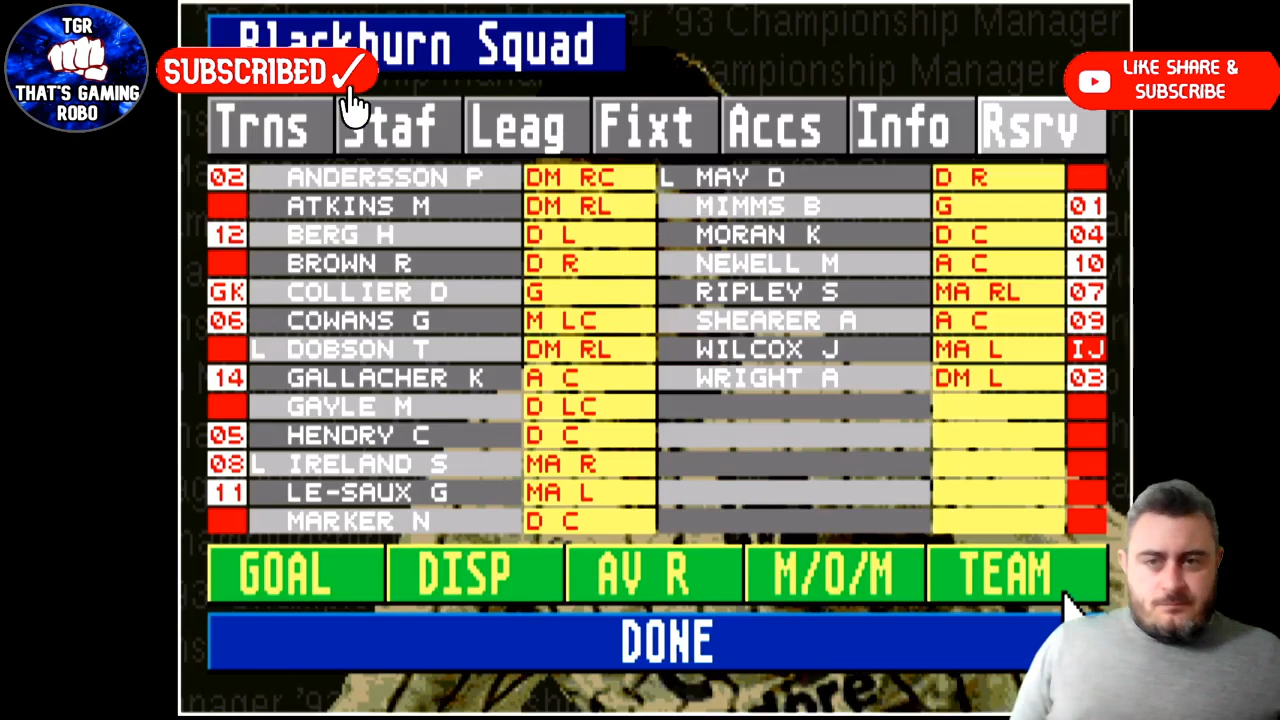 TGR
THAT'S GAMING
ROBO
SUBSCRIBED
LIKE SHARE &
SUBSCRIBE
Blackburn Squad
Trns Staf Leag Fixt Accs Info Rsrv
02 ANDERSSON P DM RC L MAY D D R
ATKINS M DM RL MIMMS B G 01
12 BERG H D L MORAN K D C 04
BROWN R D R NEWELL M A C 10
GK COLLIER D G RIPLEY S MA RL 07
06 COWANS G M LC SHEARER A A C 09
L DOBSON T DM RL WILCOX J MA L IJ
14 GALLACHER K A C WRIGHT A DM L 03
GAYLE M D LC
05 HENDRY C D C
08 L IRELAND S MA R
11 LE-SAUX G MA L
MARKER N D C
GOAL DISP AV R M/O/M TEAM
DONE